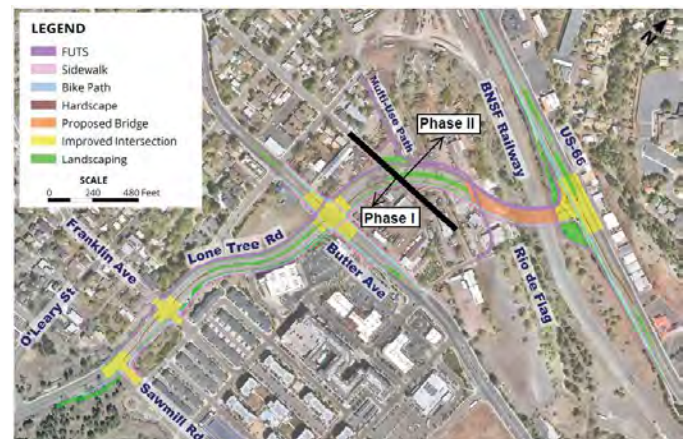 LEGEND
FUTS
Sidewalk
Bike Path
Hardscape
Proposed Bridge
Improved Intersection
Landscaping
SCALE
0 240 480 Feet
N
Multi-Use Path
Phase II
BNSF Railway
US-66
Phase I
Franklin Ave
Lone Tree Rd
Butler Ave
Rio de Flag
O'Leary St
Sawmill Rd